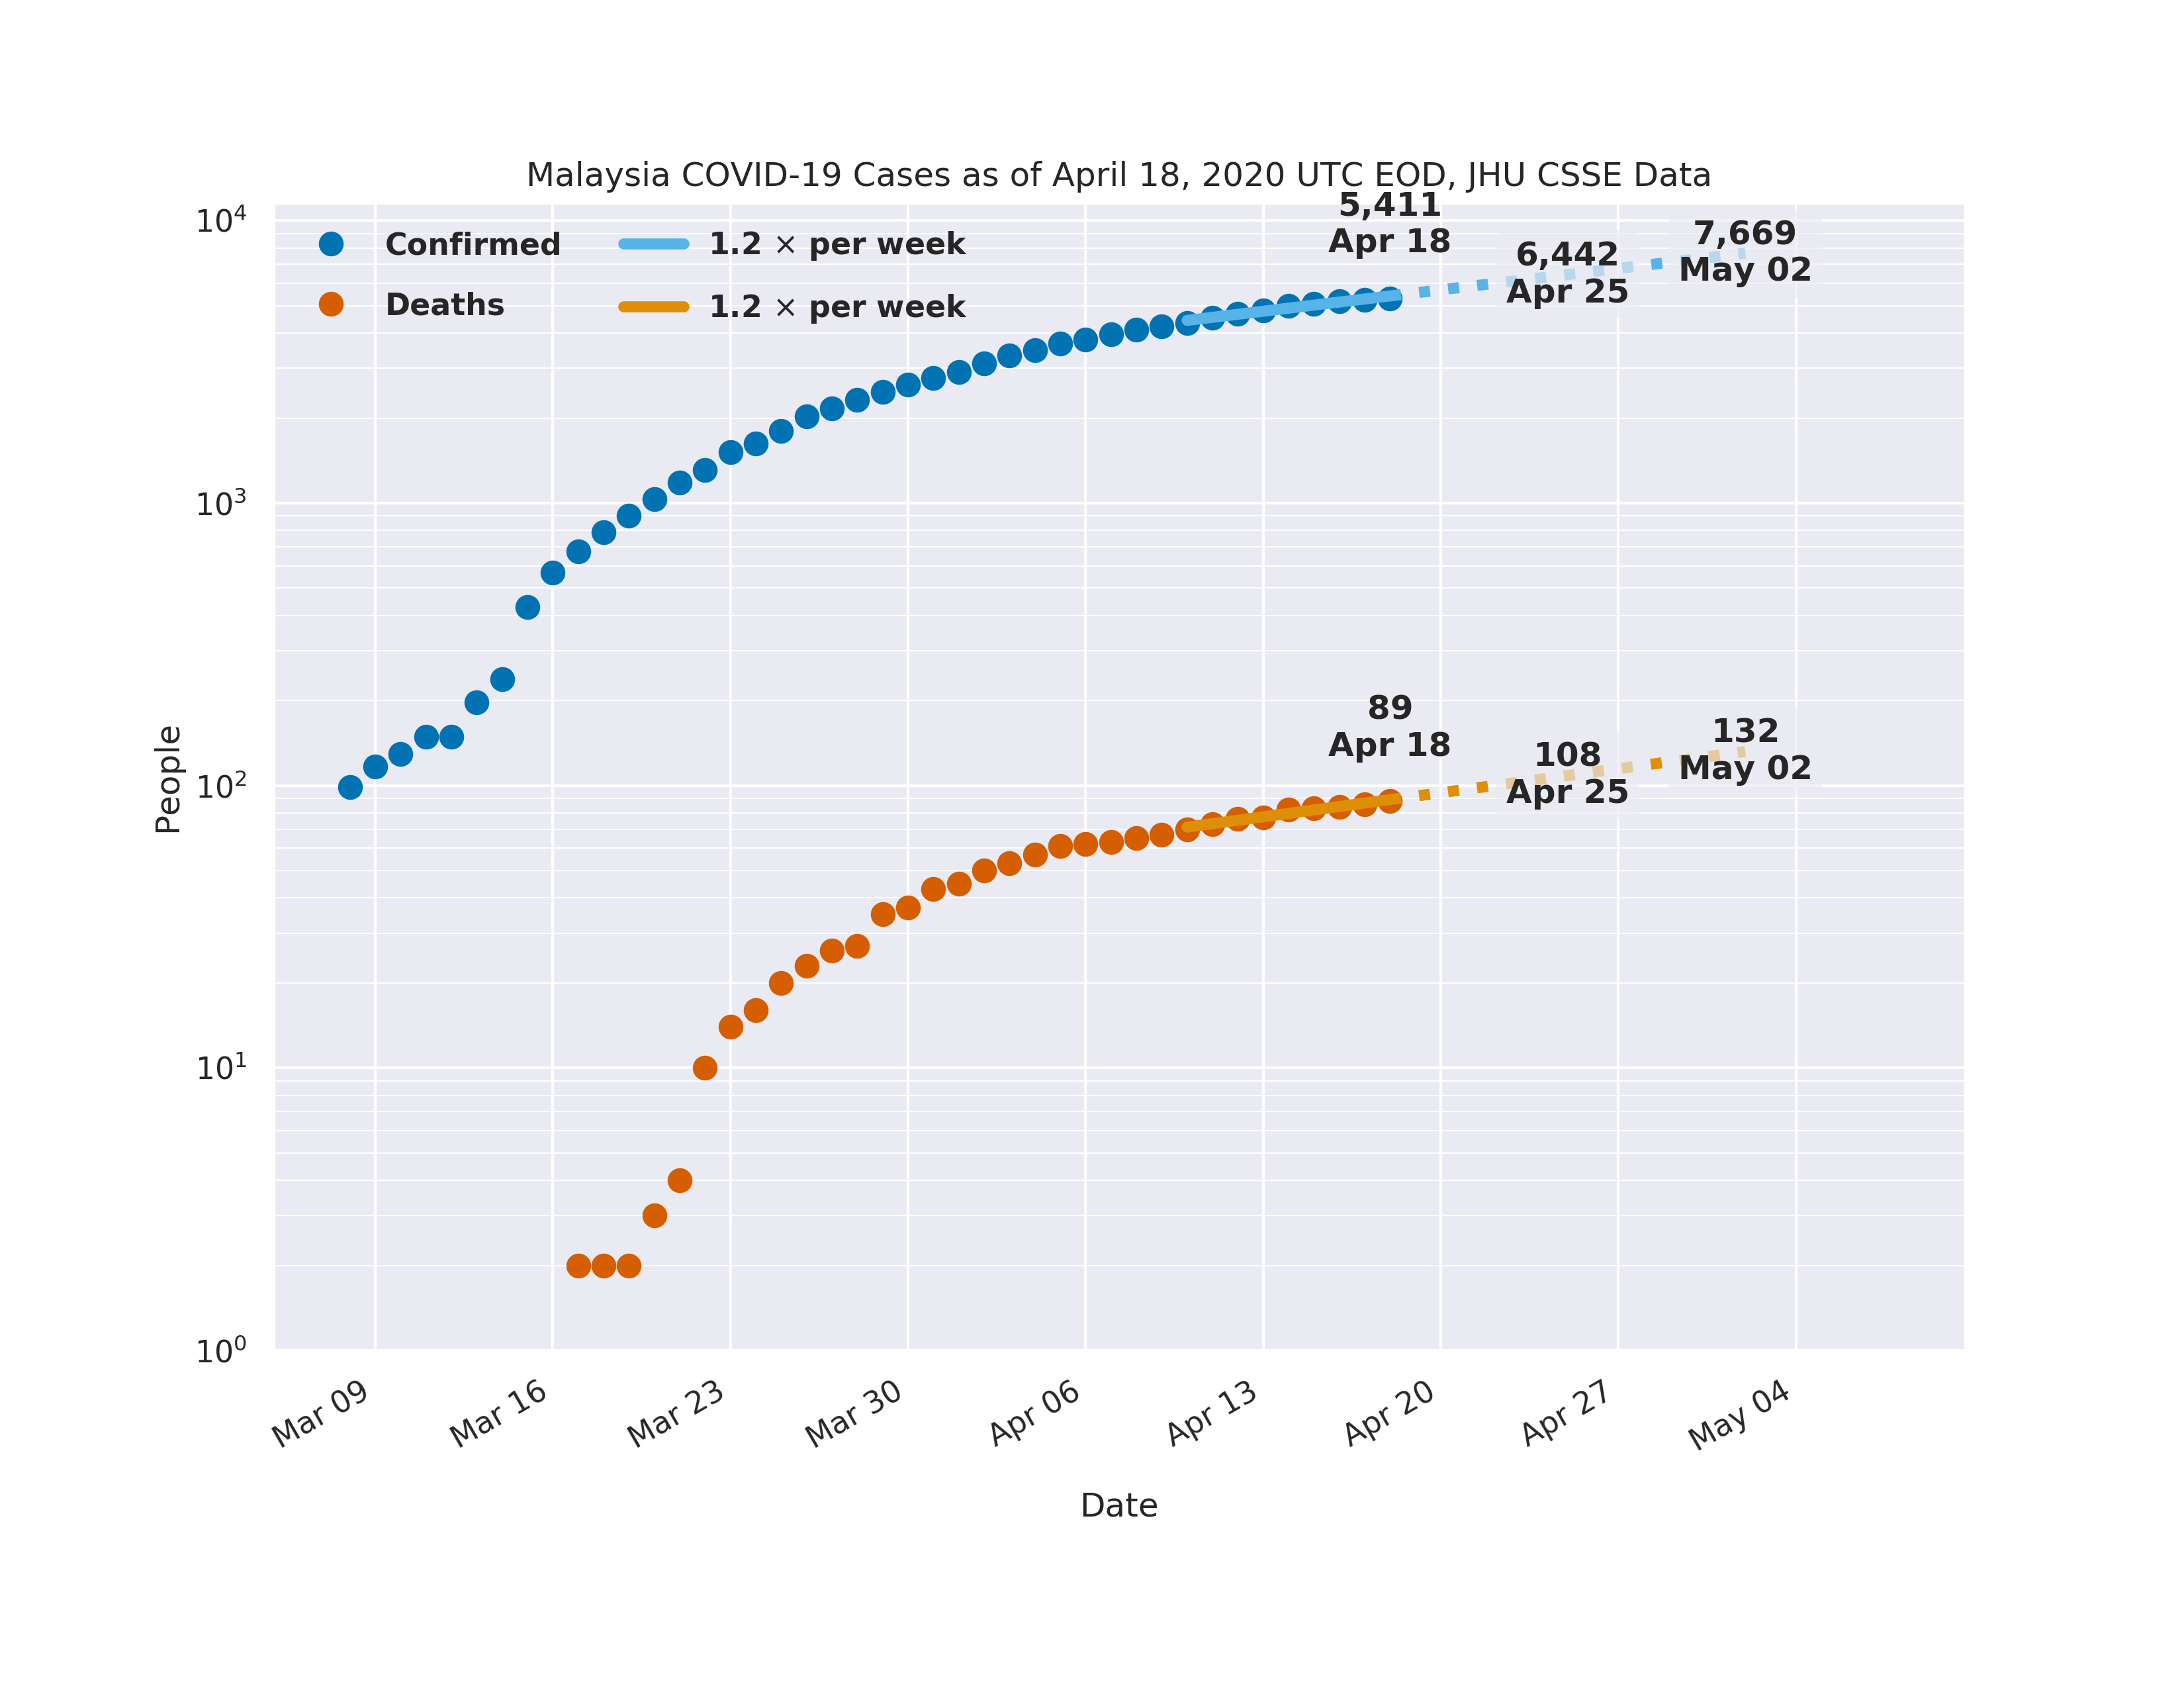 Malaysia COVID-19 Cases as of April 18, 2020 UTC EOD, JHU CSSE Data
Confirmed
Deaths
1.2 × per week
1.2 × per week
5,411
Apr 18
6,442
Apr 25
7,669
May 02
89
Apr 18
108
Apr 25
132
May 02
People
10⁴
10³
10²
10¹
10⁰
Mar 09
Mar 16
Mar 23
Mar 30
Apr 06
Apr 13
Apr 20
Apr 27
May 04
Date